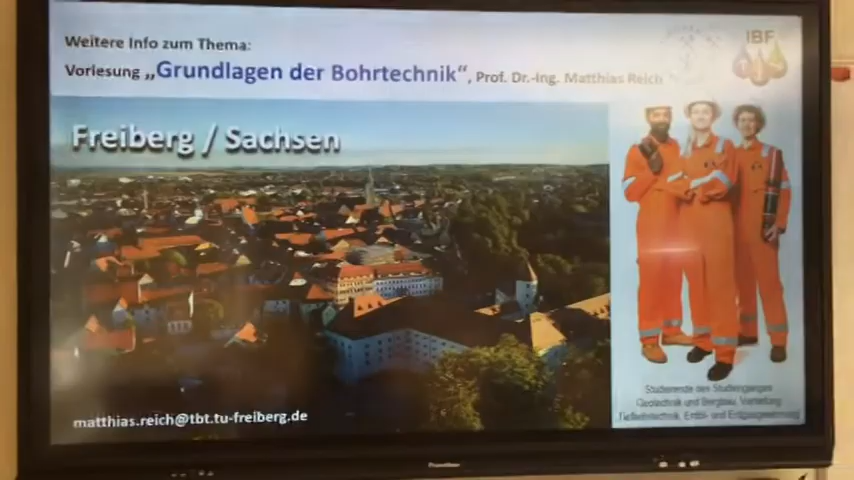 Weitere Info zum Thema:
Vorlesung „Grundlagen der Bohrtechnik“, Prof. Dr.-Ing. Matthias Reich
IBF
Freiberg / Sachsen
Studierende des Studienganges
Geotechnik und Bergbau, Vertiefung
Tiefbohrtechnik, Erdöl- und Erdgasgewinnung
matthias.reich@tbt.tu-freiberg.de